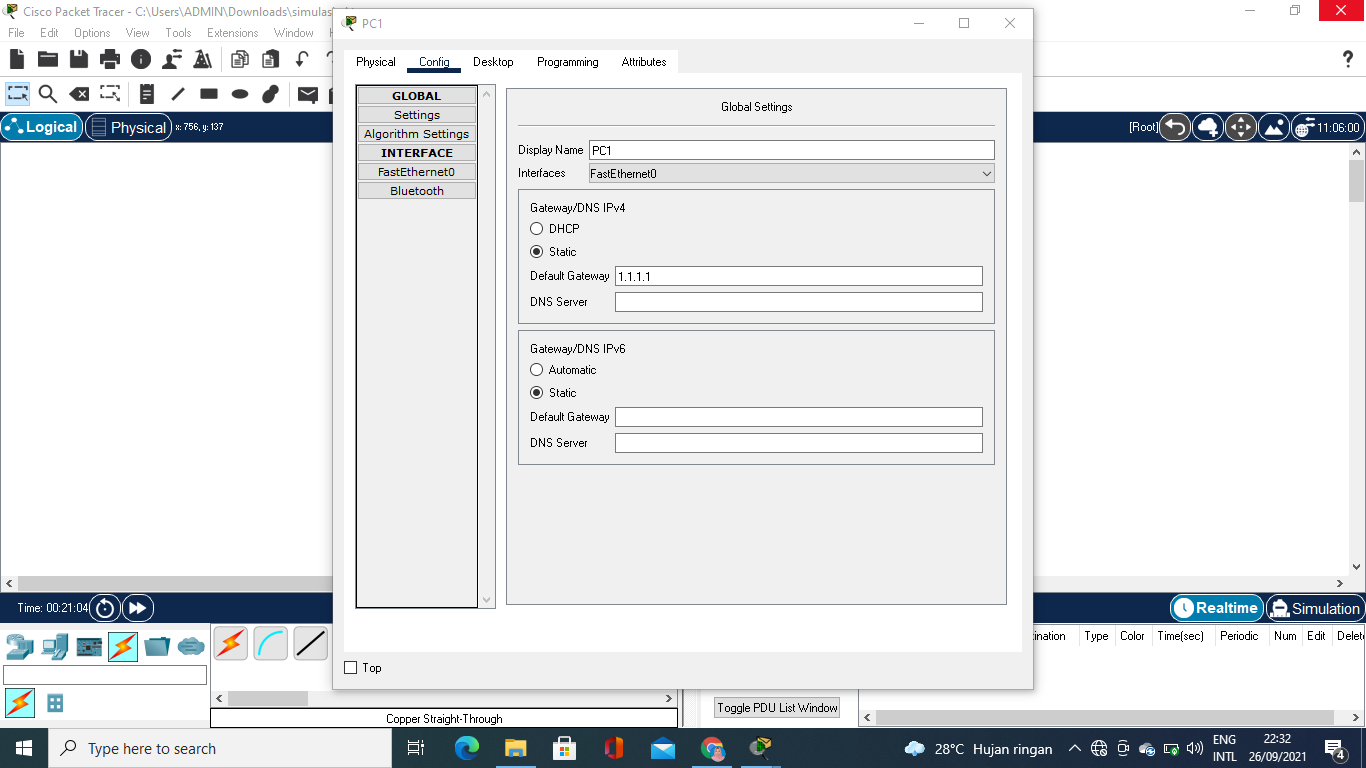 Cisco Packet Tracer - C:\Users\ADMIN\Downloads\simulas
PC1
File Edit Options View Tools Extensions Window
Physical Config Desktop Programming Attributes
GLOBAL
Settings
Algorithm Settings
INTERFACE
FastEthernet0
Bluetooth
Global Settings
Display Name PC1
Interfaces FastEthernet0
Gateway/DNS IPv4
DHCP
Static
Default Gateway 1.1.1.1
DNS Server
Gateway/DNS IPv6
Automatic
Static
Default Gateway
DNS Server
Top
Logical Physical x: 756, y: 137
[Root] 11:06:00
Time: 00:21:04
Realtime Simulation
Type Color Time(sec) Periodic Num Edit
Toggle PDU List Window
Copper Straight-Through
Type here to search
28°C Hujan ringan
ENG
INTL
22:32
26/09/2021
4